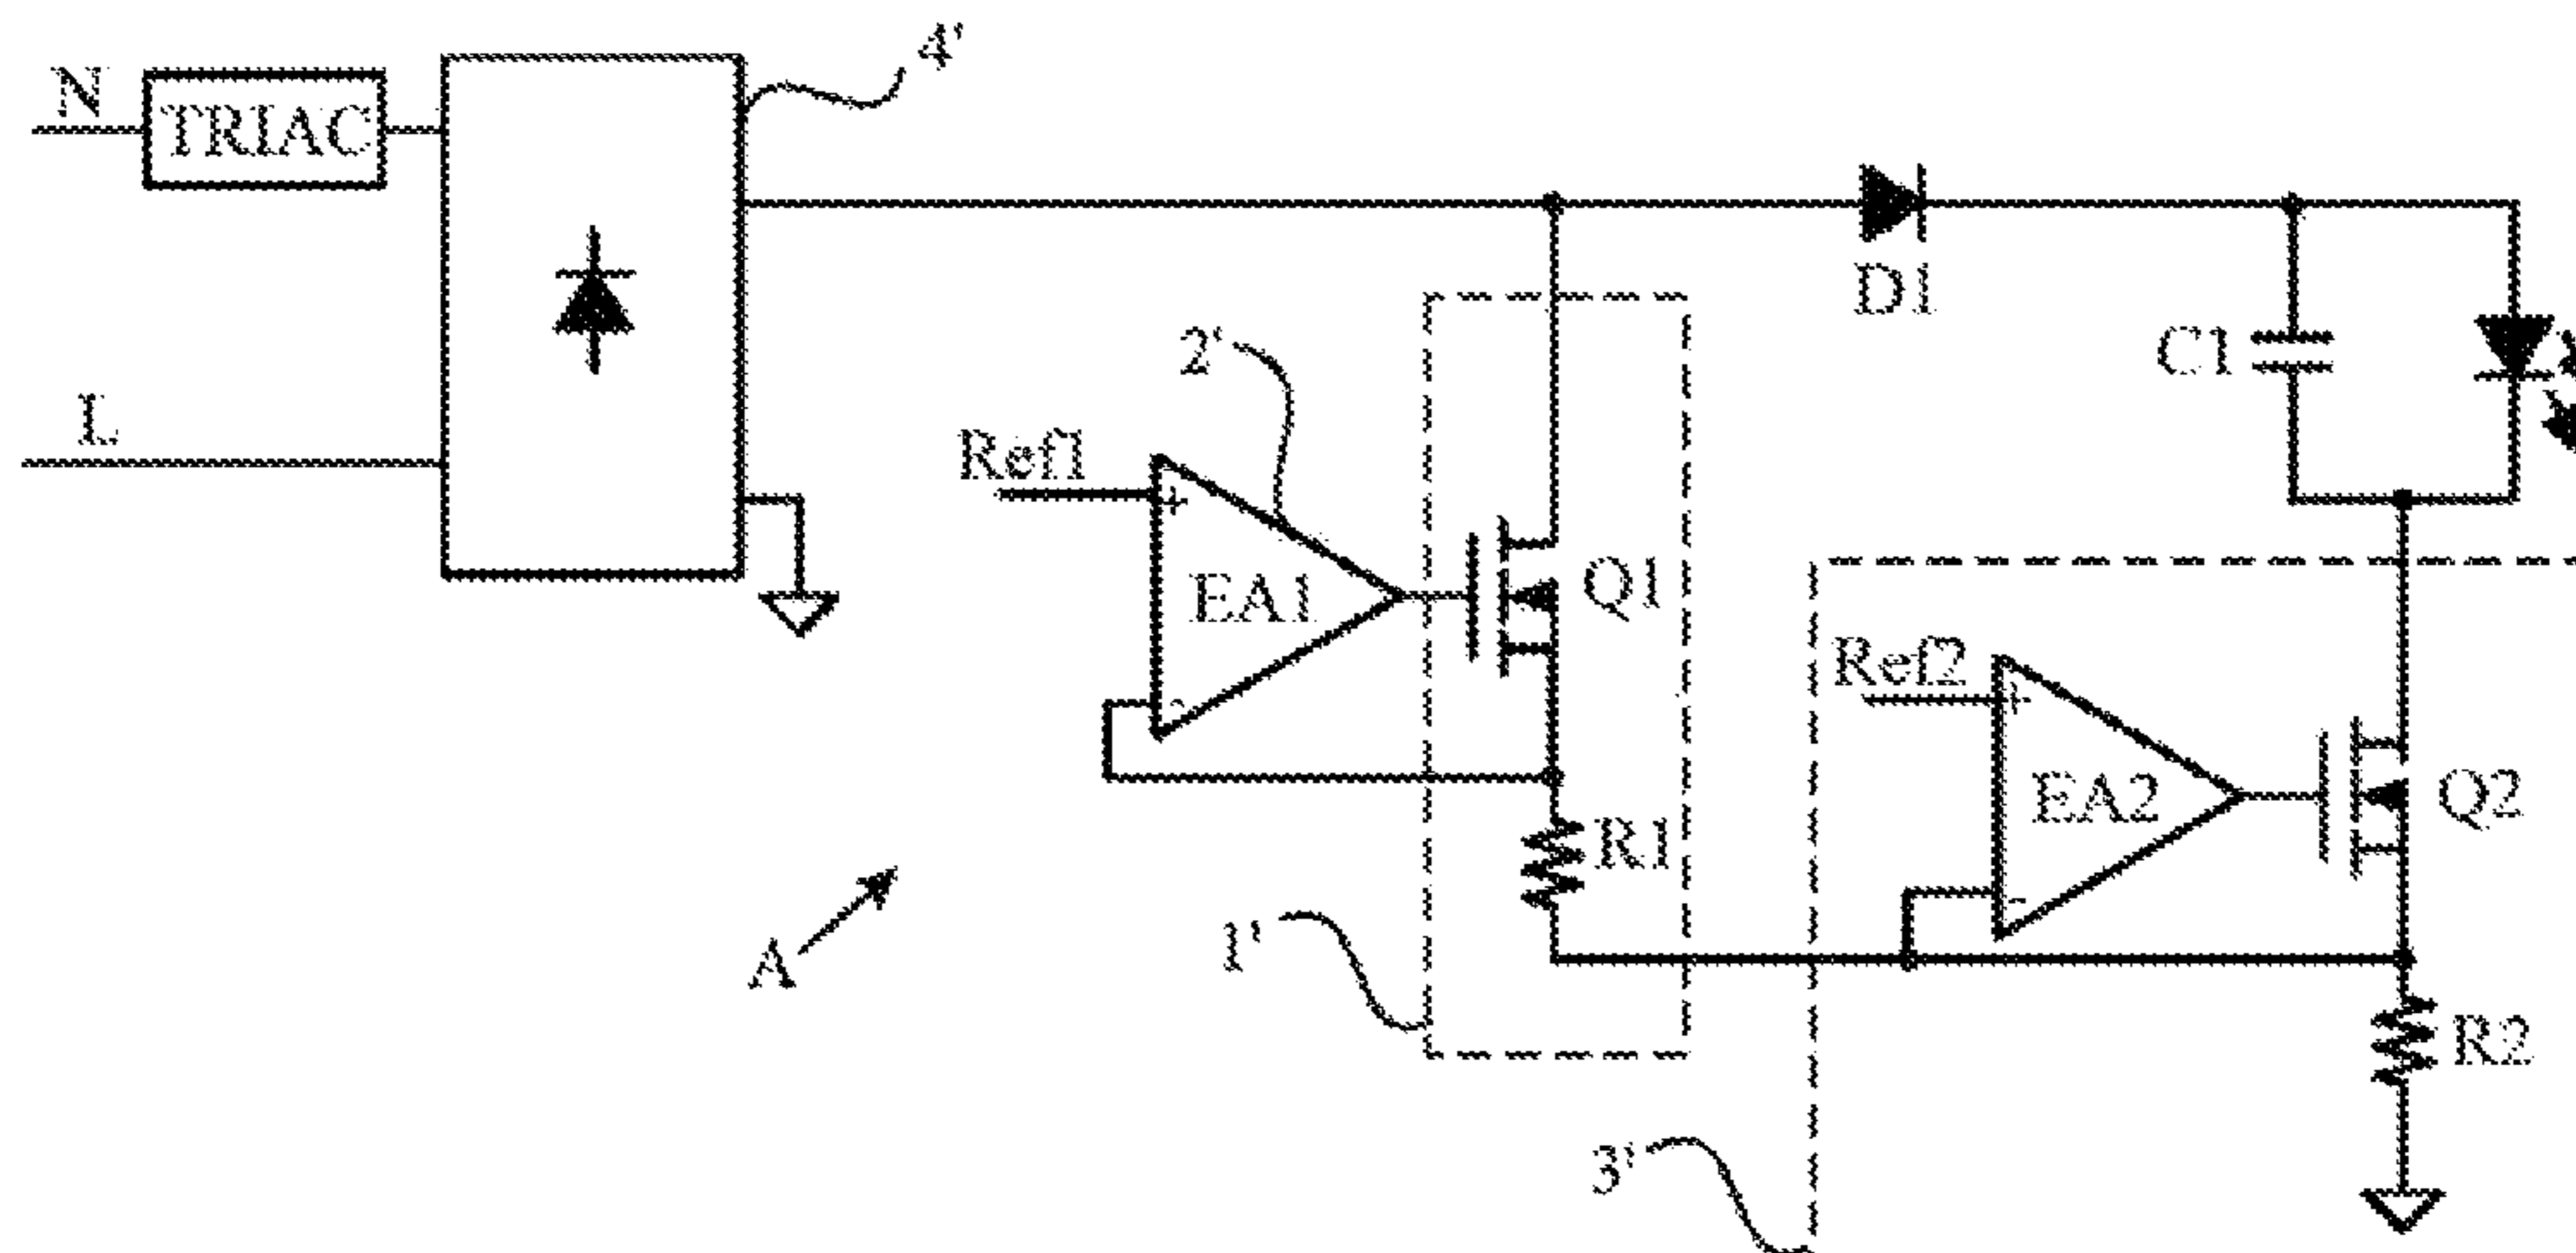 4'
N
TRIAC
D1
2'
C1
L
Ref1
+
EA1
Q1
Ref2
+
-
EA2
Q2
R1
-
1'
A
R2
3'